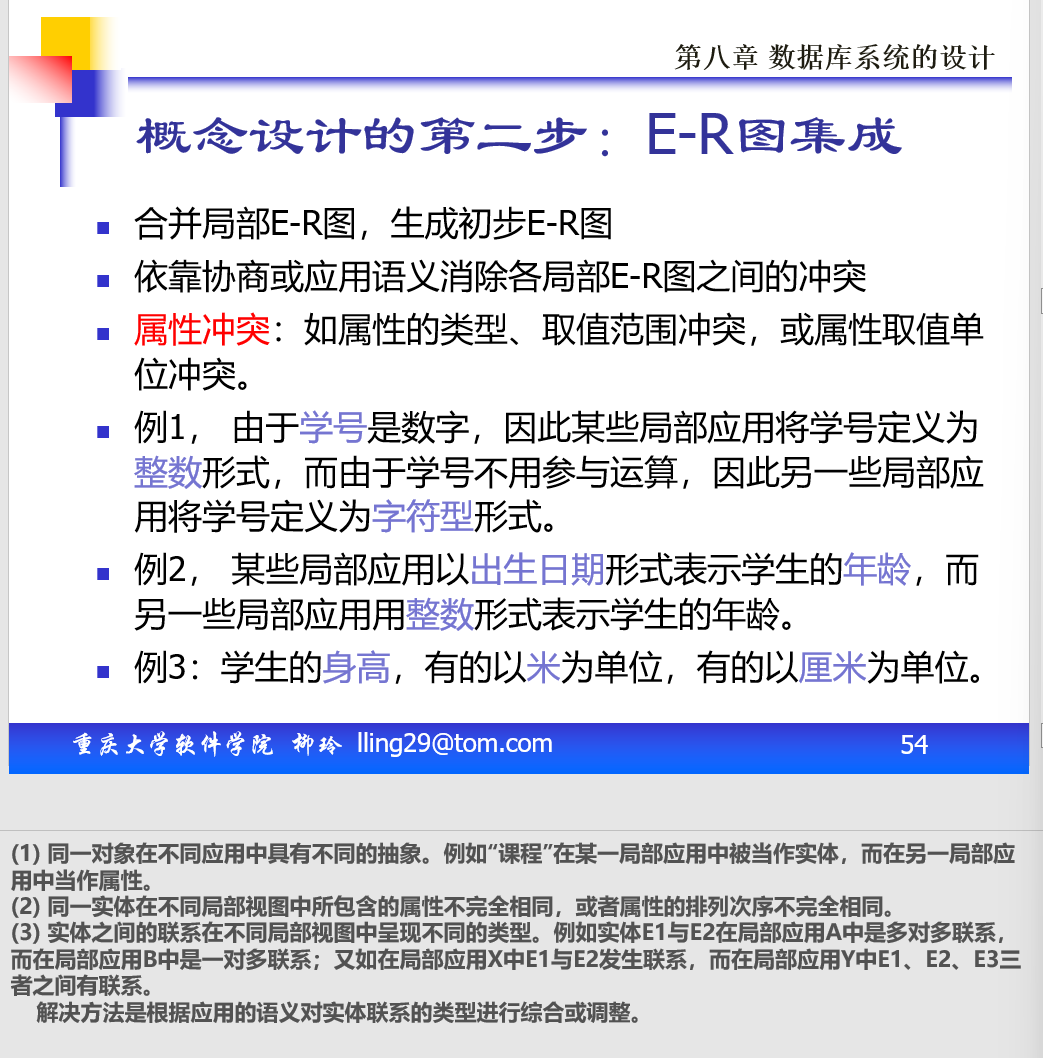 第八章 数据库系统的设计
概念设计的第二步：E-R图集成
合并局部E-R图，生成初步E-R图
依靠协商或应用语义消除各局部E-R图之间的冲突
属性冲突：如属性的类型、取值范围冲突，或属性取值单
位冲突。
例1， 由于学号是数字，因此某些局部应用将学号定义为
整数形式，而由于学号不用参与运算，因此另一些局部应
用将学号定义为字符型形式。
例2， 某些局部应用以出生日期形式表示学生的年龄，而
另一些局部应用用整数形式表示学生的年龄。
例3：学生的身高，有的以米为单位，有的以厘米为单位。
重庆大学软件学院 柳玲 lling29@tom.com 54
(1) 同一对象在不同应用中具有不同的抽象。例如“课程”在某一局部应用中被当作实体，而在另一局部应
用中当作属性。
(2) 同一实体在不同局部视图中所包含的属性不完全相同，或者属性的排列次序不完全相同。
(3) 实体之间的联系在不同局部视图中呈现不同的类型。例如实体E1与E2在局部应用A中是多对多联系，
而在局部应用B中是一对多联系；又如在局部应用X中E1与E2发生联系，而在局部应用Y中E1、E2、E3三
者之间有联系。
解决方法是根据应用的语义对实体联系的类型进行综合或调整。